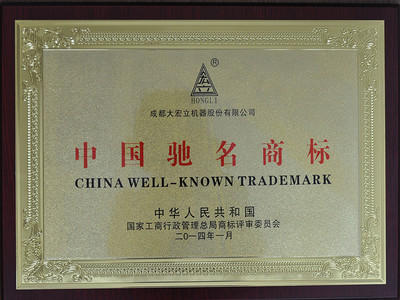 ®
HONGLI
成都大宏立机器股份有限公司
中国驰名商标
CHINA WELL-KNOWN TRADEMARK
中华人民共和国
国家工商行政管理总局商标评审委员会
二〇一四年一月